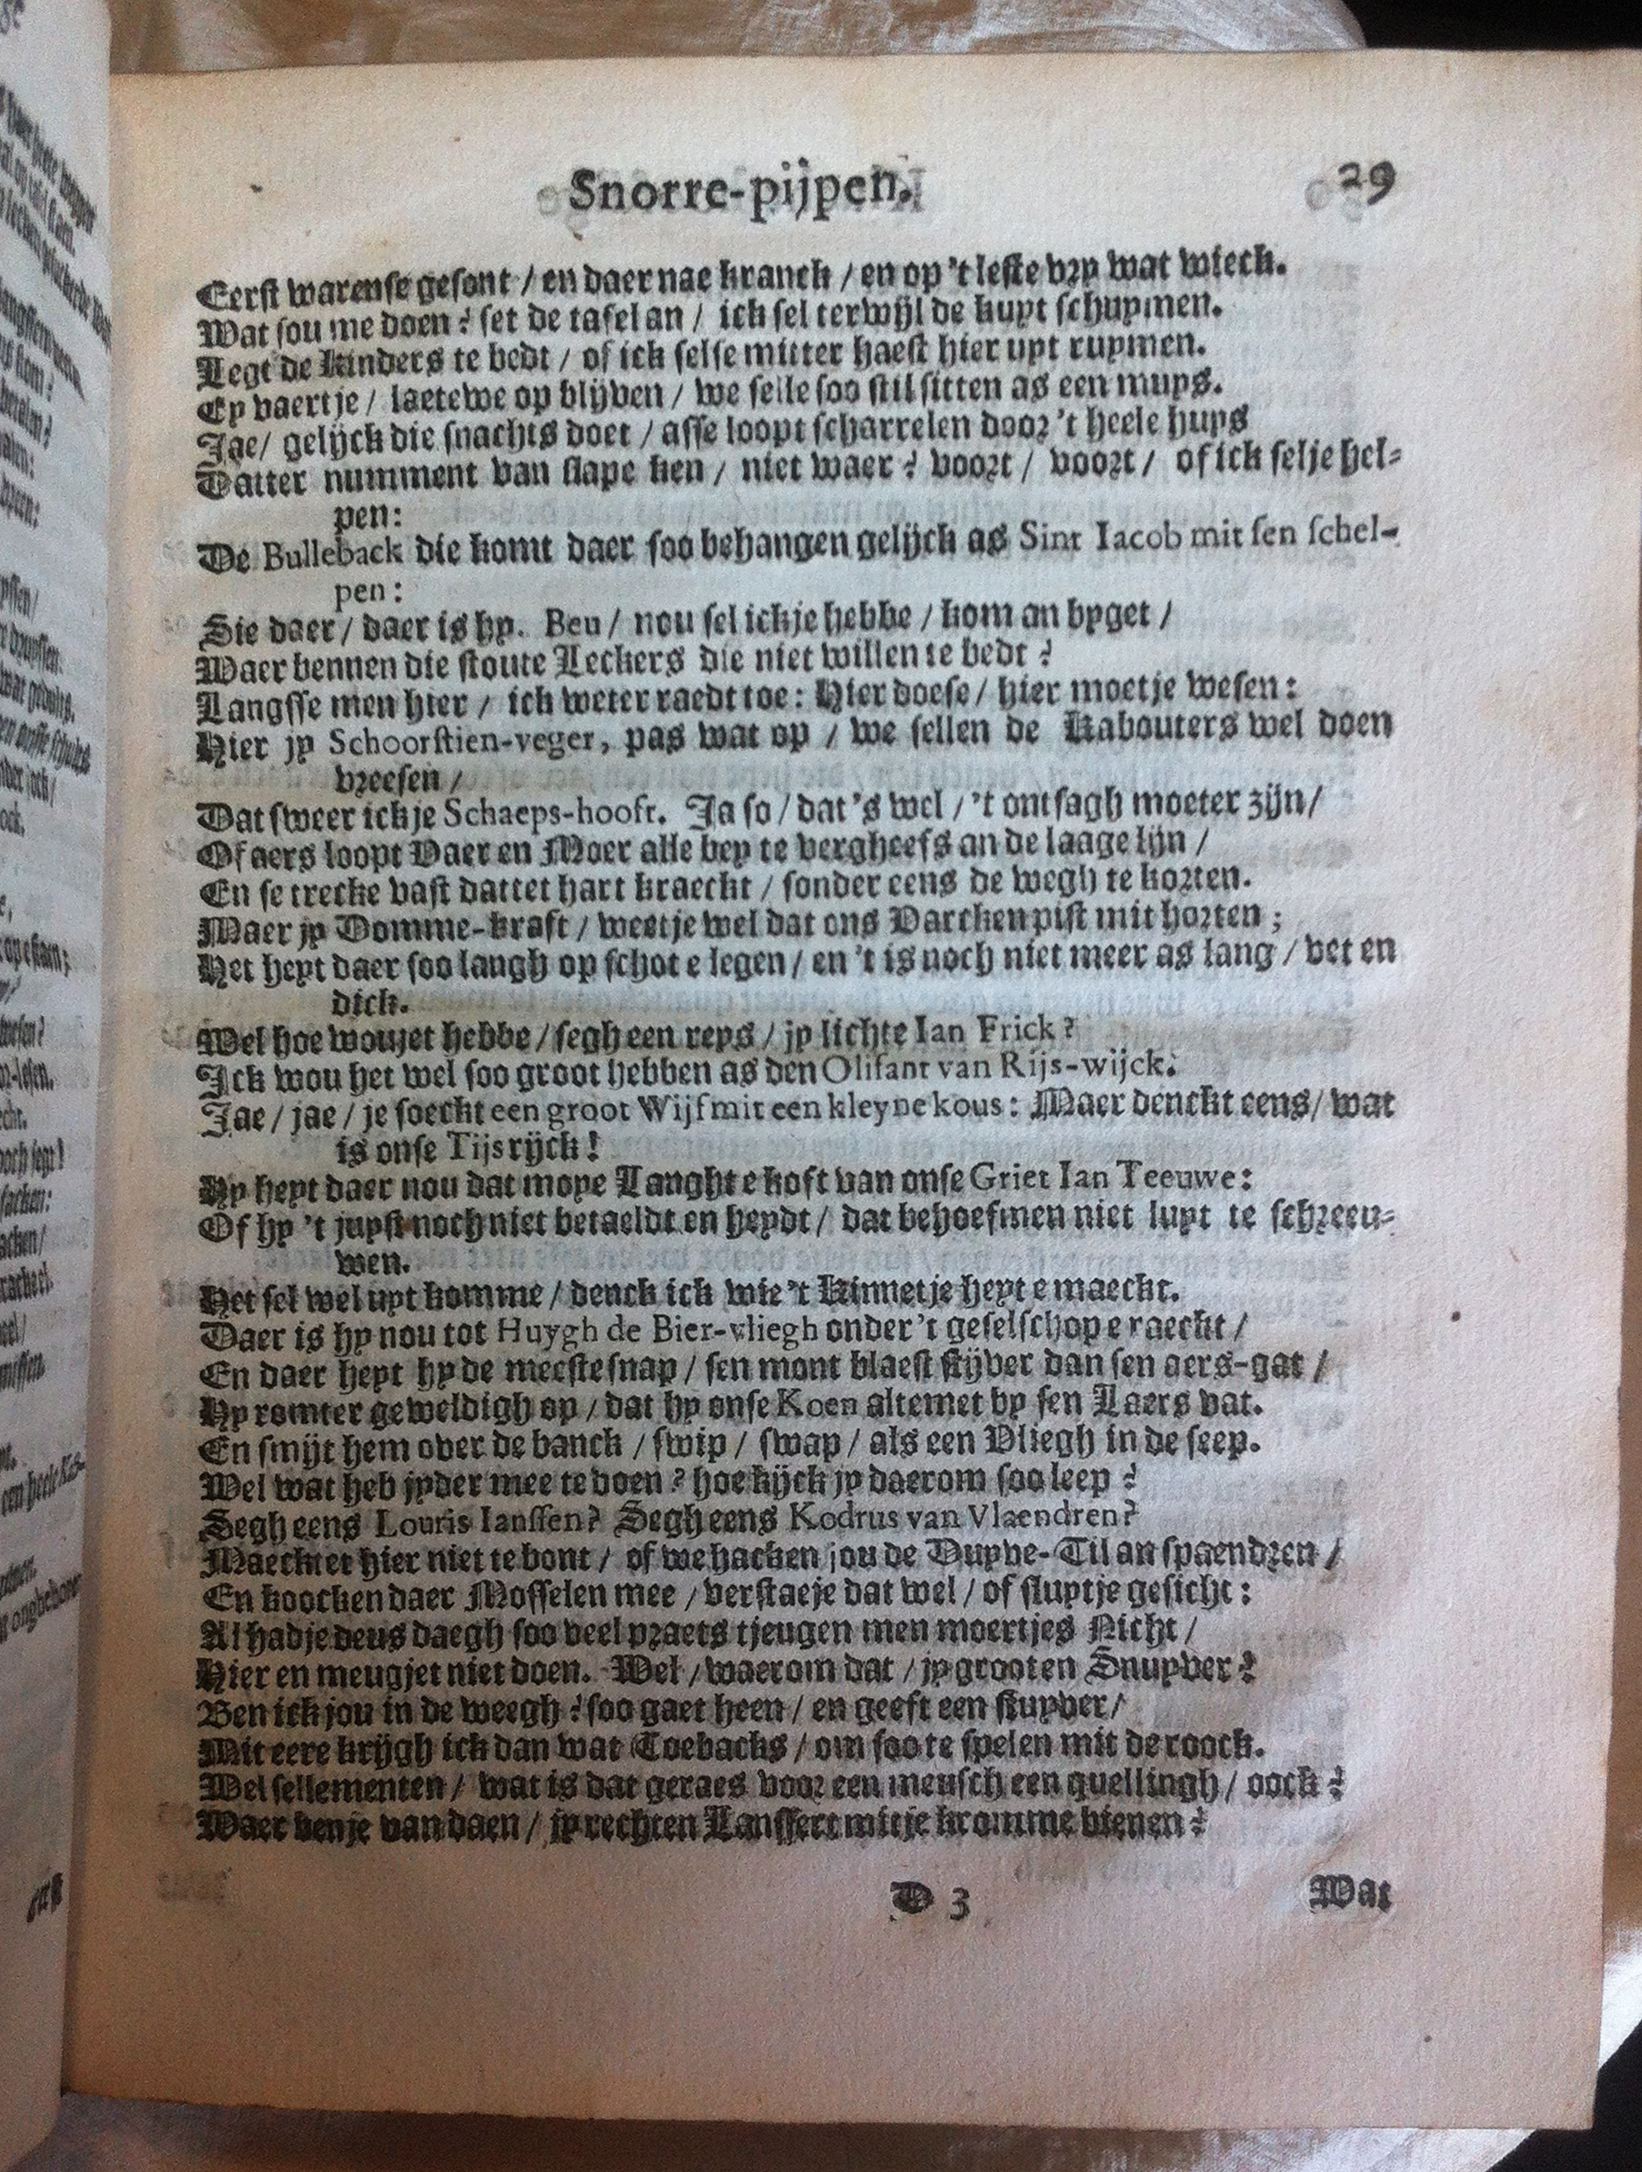 Snorre-pijpen. 29
Eerst warense gesont / en daer nae kranck / en op 't leste vry wat wieck.
Wat sou me doen? set de tafel an / ick sel terwijl de kuyt schuymen.
Legt de kinders te bedt / of ick selse mitter haest hier uyt ruymen.
Ey vaertje / laetewe op blijven / we selle soo stil sitten as een muys.
Jae / gelijck die snachts doet / asse loopt scharrelen door 't heele huys
Datter numment van slape ken / niet waer? voort / voort / of ick sel je hel-
pen:
De Bulleback die komt daer soo behangen gelijck as Sint Iacob mit sen schel-
pen:
Sie daer / daer is hy. Beu / nou sel ick je hebbe / kom an byget /
Waer bennen die stoute Leckers die niet willen te bedt?
Langsse men hier / ick weter raedt toe: Hier doese / hier moetje wesen:
Hier jy Schoorstien-veger, pas wat op / we sellen de Kabouters wel doen
vreesen /
Dat sweer ick je Schaeps-hooft. Ja so / dat 's wel / 't ontsagh moeter zijn /
Of aers loopt Vaer en Moer alle bey te vergheefs an de laage lijn /
En se trecke vast dattet hart kraeckt / sonder eens de wegh te korten.
Maer jy Domme-kraft / weetje wel dat ons Varcken pist mit horten;
Het heyt daer soo langh op schot e legen / en 't is noch niet meer as lang / vet en
dick.
Wel hoe woujet hebbe / segh een reys / jy lichte Ian Frick?
Ick wou het wel soo groot hebben as den Olifant van Rijs-wijck.
Jae / jae / je soeckt een groot Wijf mit een kleyne kous: Maer denckt eens / wat
is onse Tijs rijck!
Hy heyt daer nou dat moye Langht e koft van onse Griet Ian Teeuwe:
Of hy 't juyst noch niet betaeldt en heydt / dat behoefmen niet luyt te schreeu-
wen.
Het sel wel uyt komme / denck ick wie 't Kinnetje heyt e maeckt.
Daer is hy nou tot Huygh de Bier-vliegh onder 't geselschop e raeckt /
En daer heyt hy de meeste snap / sen mont blaest stijver dan sen aers-gat /
Hy romter geweldigh op / dat hy onse Koen altemet by sen Laers vat.
En smijt hem over de banck / swip / swap / als een Vliegh in de seep.
Wel wat heb jyder mee te doen? hoe kijck jy daerom soo leep?
Segh eens Louris Ianssen? Segh eens Kodrus van Vlaendren?
Maecktet hier niet te bont / of we hacken jou de Duyve-Til an spaendren /
En koocken daer Mosselen mee / verstaeje dat wel / of sluytje gesicht:
Al hadje deus daegh soo veel praets tjeugen men moertjes Nicht /
Hier en meugjet niet doen. Wel / waerom dat / jy grooten Snuyver?
Ben ick jou in de weegh? soo gaet heen / en geeft een stuyver /
Mit eere krijgh ick dan wat Toebacks / om soo te spelen mit de roock.
Wel sellementen / wat is dat geraes voor een mensch een quellingh / oock?
Waer benje van daen / jy rechten Lanssert mitje kromme bienen?
D 3 Wat